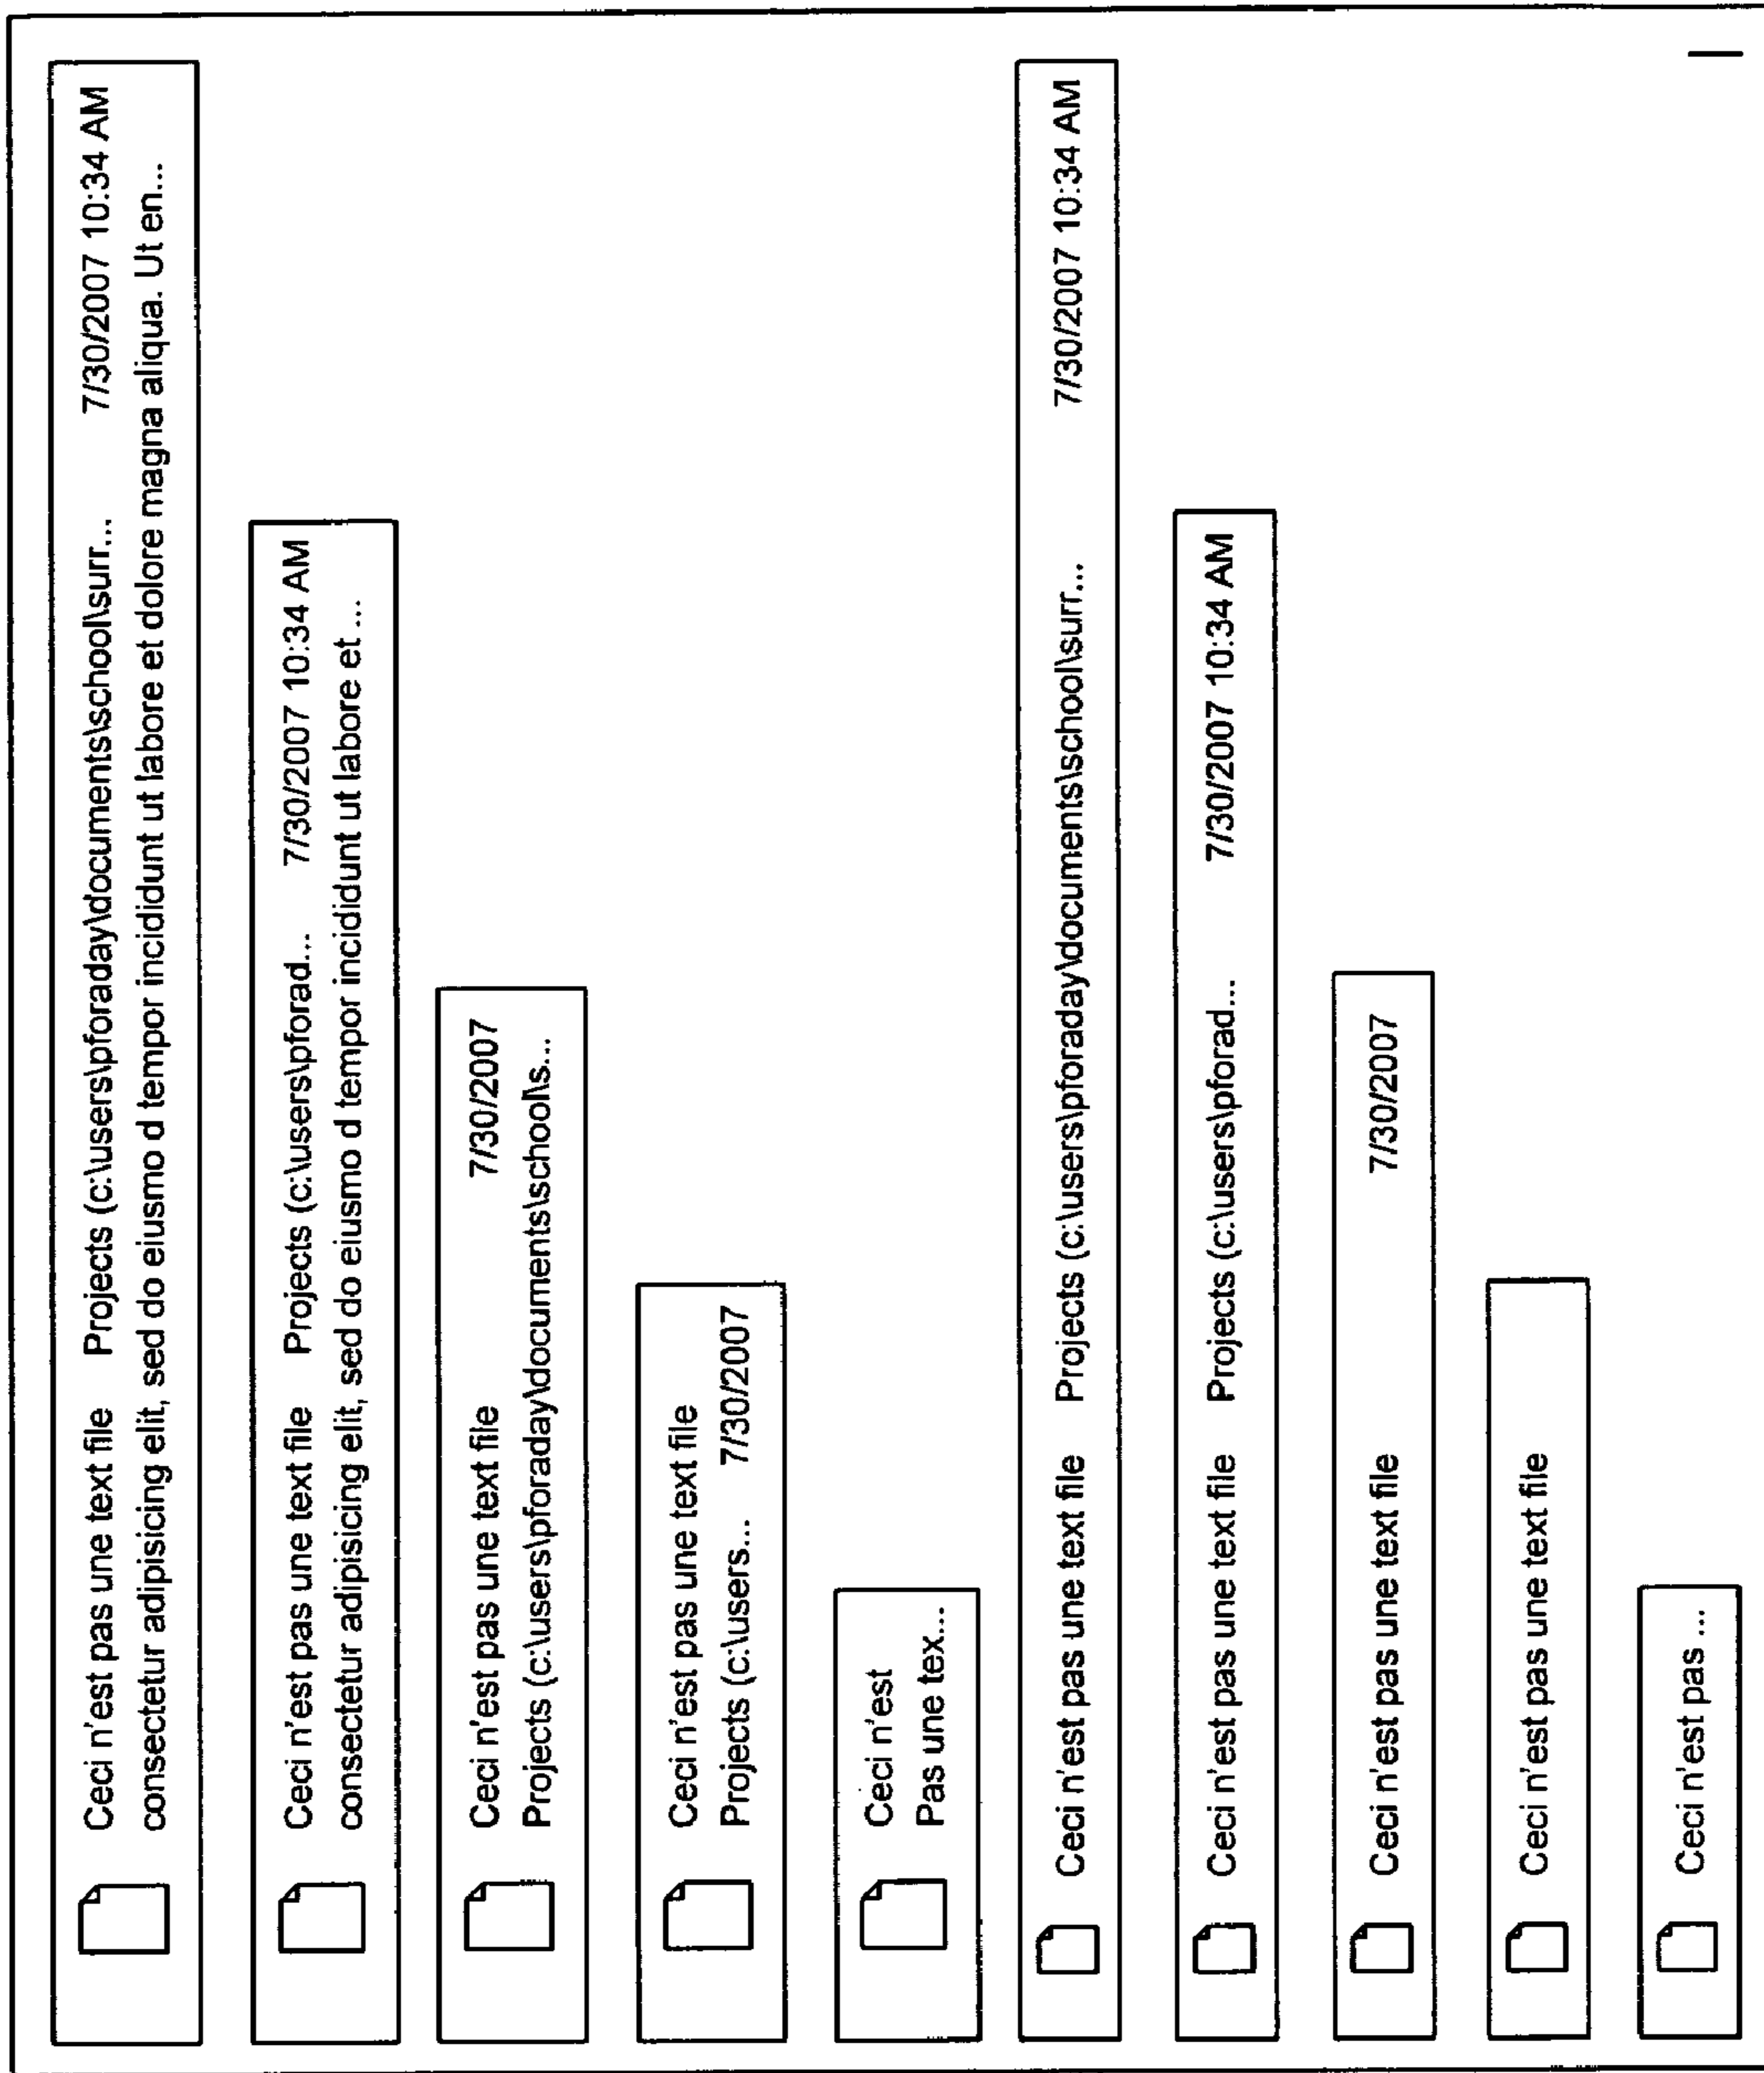 Ceci n'est pas une text file Projects (c:\users\pforaday\documents\school\surr... 7/30/2007 10:34 AM
consectetur adipisicing elit, sed do eiusmo d tempor incididunt ut labore et dolore magna aliqua. Ut en...
Ceci n'est pas une text file Projects (c:\users\pforad... 7/30/2007 10:34 AM
consectetur adipisicing elit, sed do eiusmo d tempor incididunt ut labore et ...
Ceci n'est pas une text file 7/30/2007
Projects (c:\users\pforaday\documents\school\s...
Ceci n'est pas une text file
Projects (c:\users... 7/30/2007
Ceci n'est
Pas une tex...
Ceci n'est pas une text file Projects (c:\users\pforaday\documents\school\surr... 7/30/2007 10:34 AM
Ceci n'est pas une text file Projects (c:\users\pforad... 7/30/2007 10:34 AM
Ceci n'est pas une text file 7/30/2007
Ceci n'est pas une text file
Ceci n'est pas ...